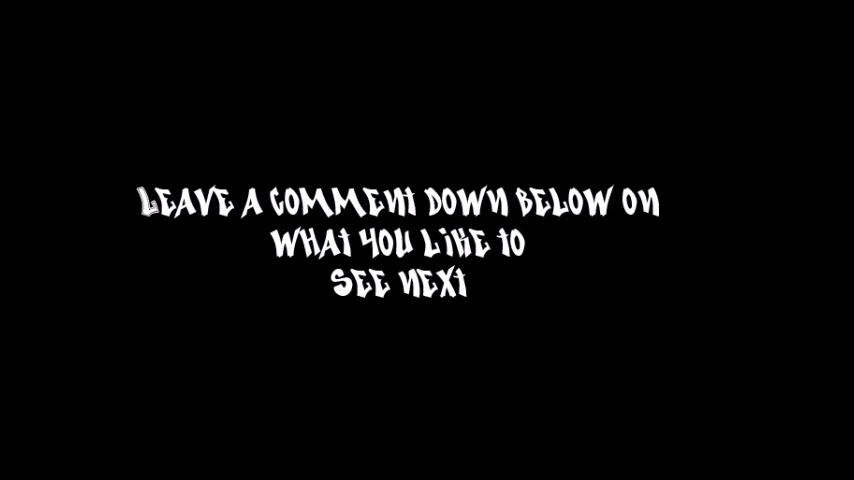 LEAVE A COMMENT DOWN BELOW ON
WHAT YOU LIKE TO
SEE NEXT